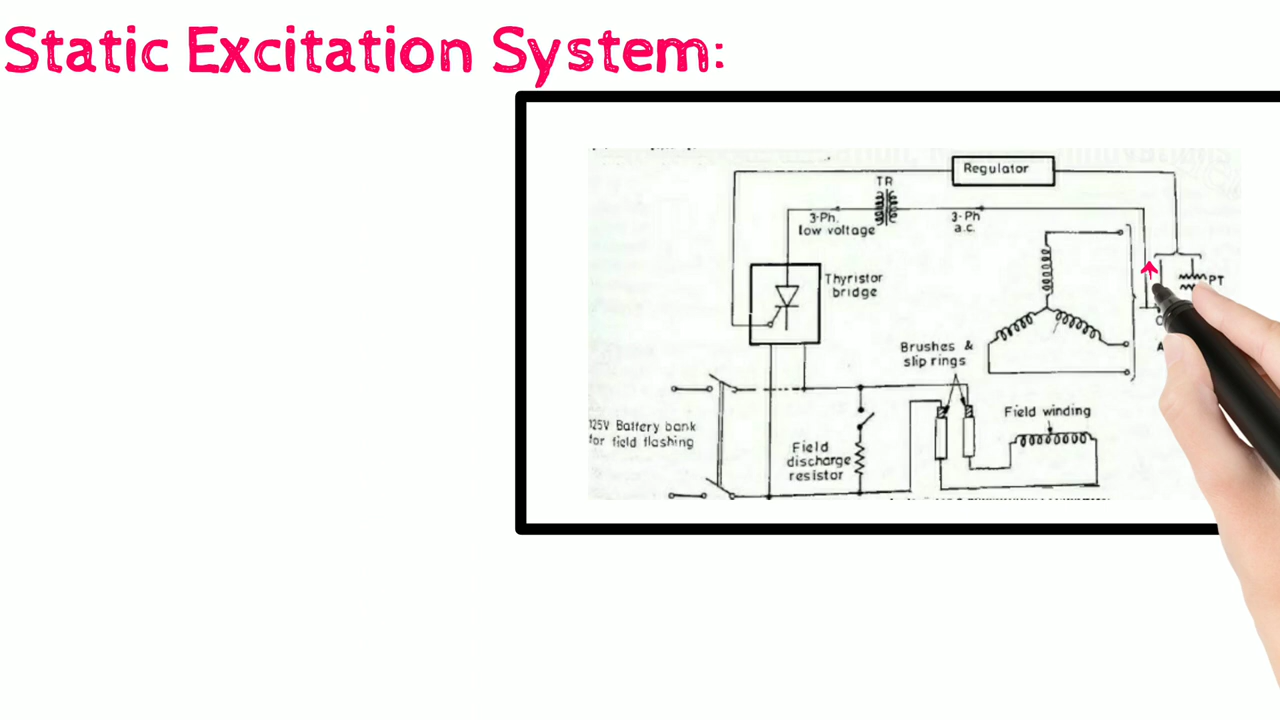 Static Excitation System:
Regulator
TR
3-Ph.
low voltage
3-Ph
a.c.
Thyristor
bridge
PT
Brushes &
slip rings
Field winding
125V Battery bank
for field flashing
Field
discharge
resistor